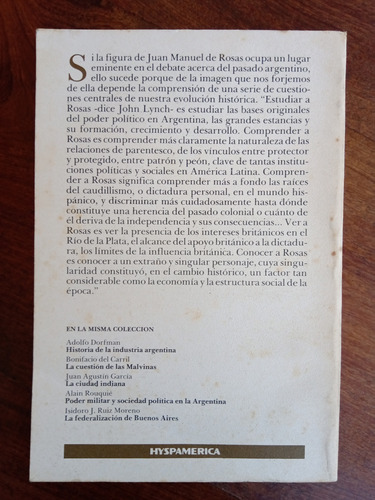 Si la figura de Juan Manuel de Rosas ocupa un lugar
eminente en el debate acerca del pasado argentino,
ello sucede porque de la imagen que nos forjemos
de ella depende la comprensión de una serie de cuestio-
nes centrales de nuestra evolución histórica. “Estudiar a
Rosas -dice John Lynch- es estudiar las bases originales
del poder político en Argentina, las grandes estancias y
su formación, crecimiento y desarrollo. Comprender a
Rosas es comprender más claramente la naturaleza de las
relaciones de parentesco, de los vínculos entre protector
y protegido, entre patrón y peón, clave de tantas institu-
ciones políticas y sociales en América Latina. Compren-
der a Rosas significa comprender más a fondo las raíces
del caudillismo, o dictadura personal, en el mundo his-
pánico, y discriminar más cuidadosamente hasta dónde
constituye una herencia del pasado colonial o cuánto de
él deriva de la independencia y sus consecuencias... Ver a
Rosas es ver la presencia de los intereses británicos en el
Río de la Plata, el alcance del apoyo británico a la dictadu-
ra, los límites de la influencia británica. Conocer a Rosas
es conocer a un extraño y singular personaje, cuya singu-
laridad constituyó, en el cambio histórico, un factor tan
considerable como la economía y la estructura social de la
época.”
EN LA MISMA COLECCION
Adolfo Dorfman
Historia de la industria argentina
Bonifacio del Carril
La cuestión de las Malvinas
Juan Agustín García
La ciudad indiana
Alain Rouquié
Poder militar y sociedad política en la Argentina
Isidoro J. Ruiz Moreno
La federalización de Buenos Aires
HYSPAMERICA